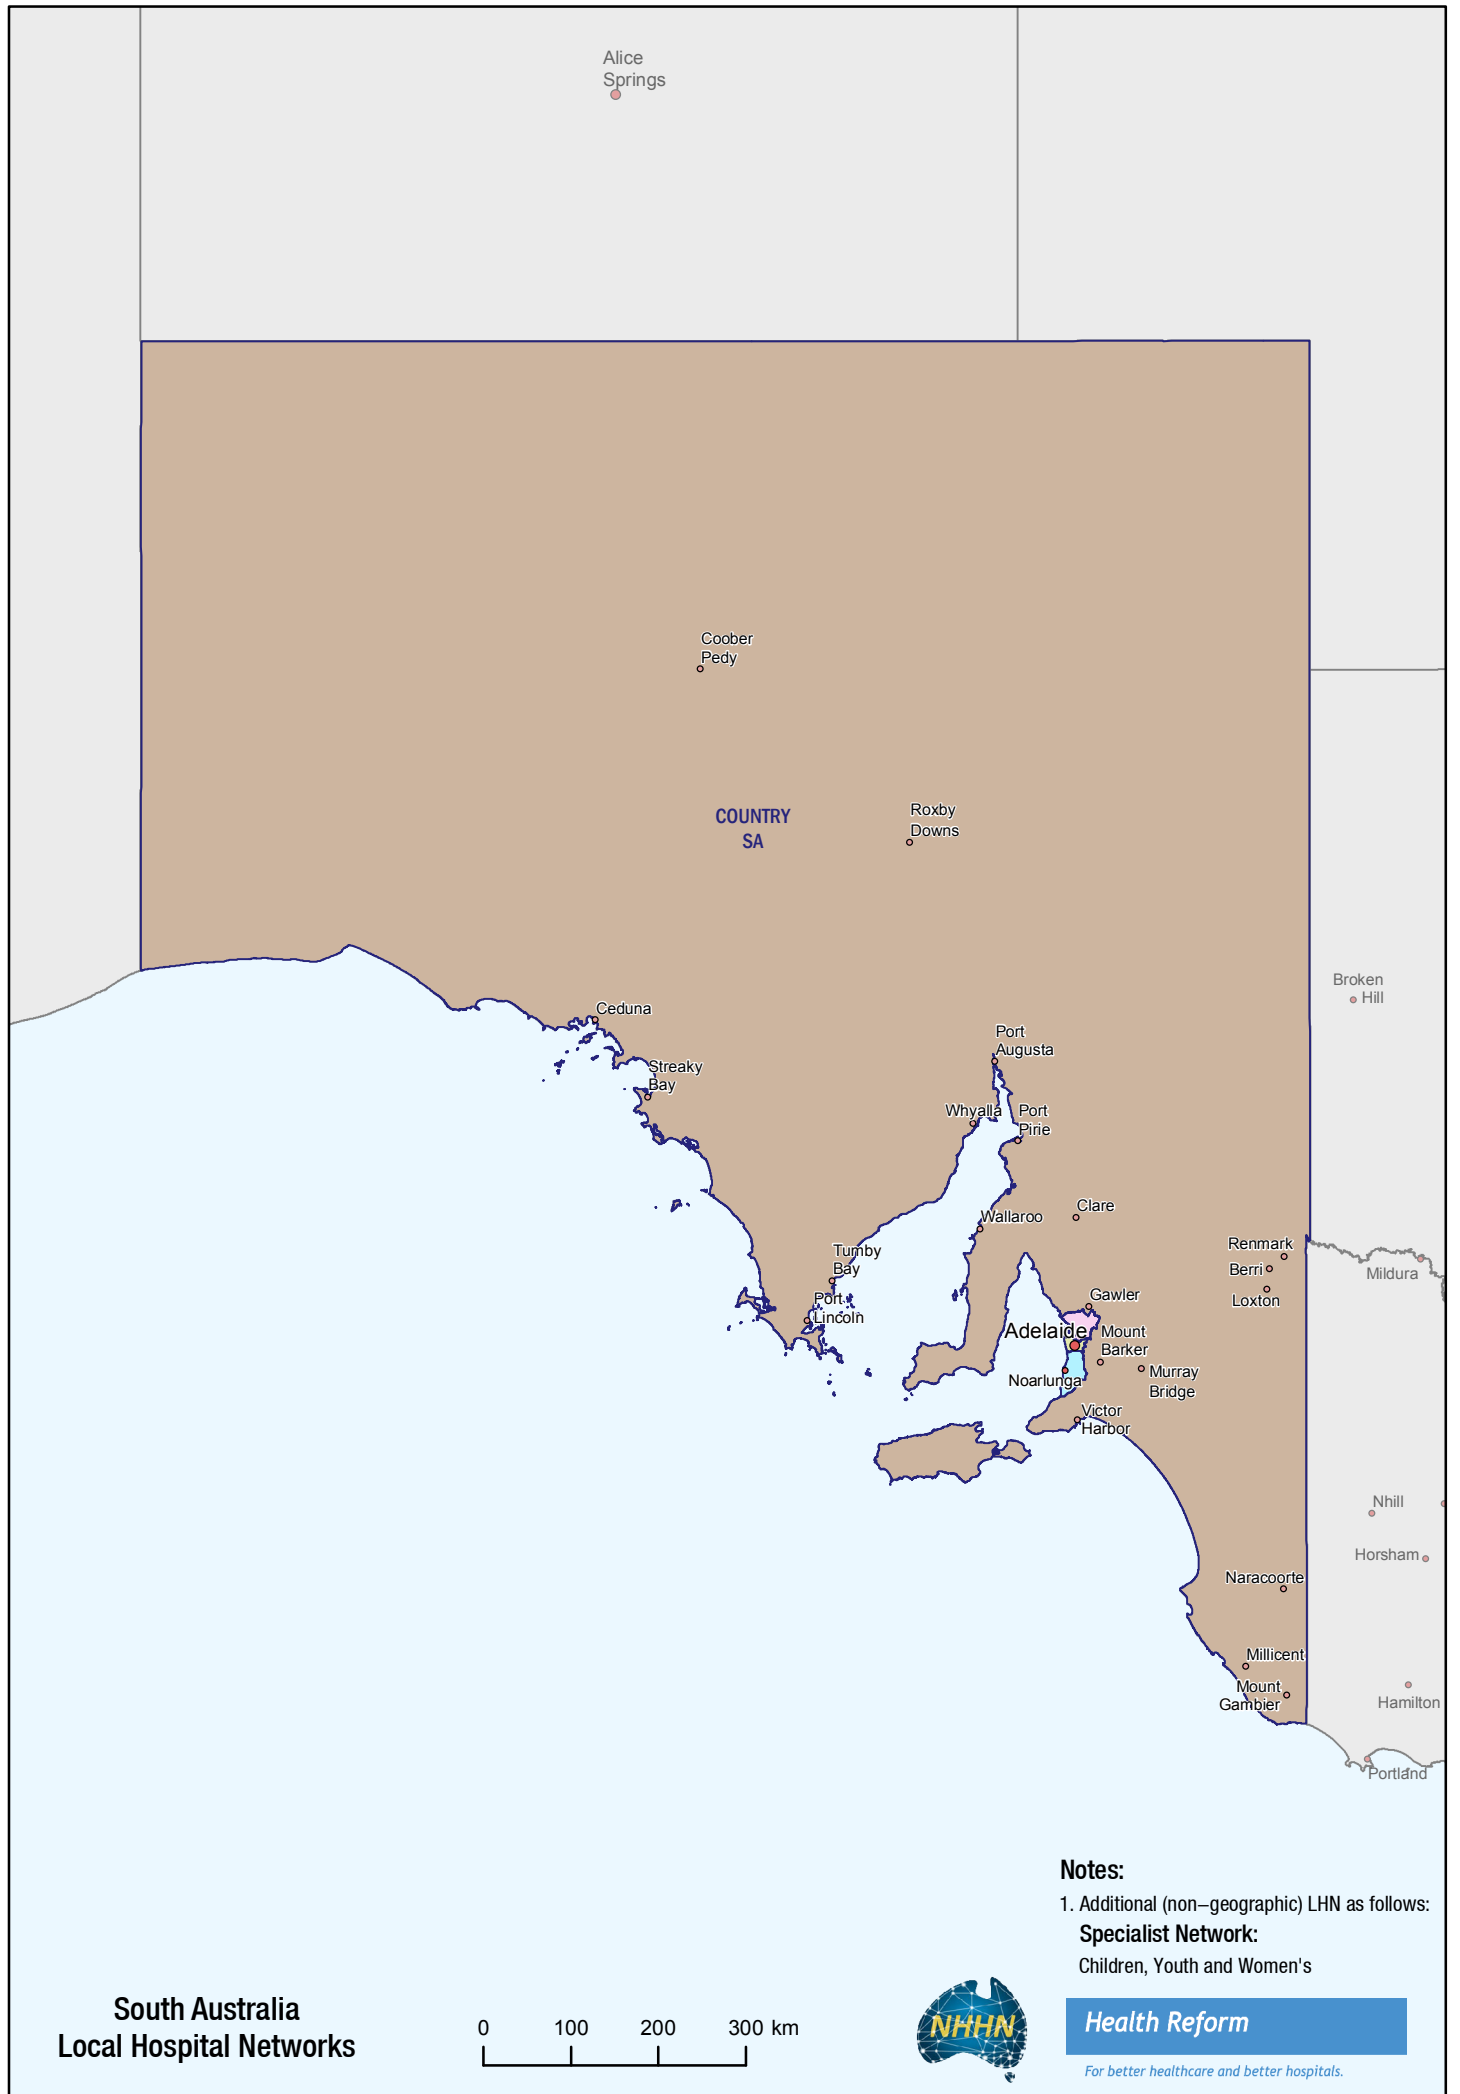 Alice
Springs
Coober
Pedy
COUNTRY
SA
Roxby
Downs
Broken
Hill
Ceduna
Port
Augusta
Streaky
Bay
Whyalla
Port
Pirie
Clare
Wallaroo
Renmark
Tumby
Bay
Berri
Mildura
Loxton
Gawler
Port
Lincoln
Adelaide
Mount
Barker
Noarlunga
Murray
Bridge
Victor
Harbor
Nhill
Horsham
Naracoorte
Millicent
Mount
Gambier
Hamilton
Portland
Notes:
1. Additional (non–geographic) LHN as follows:
Specialist Network:
Children, Youth and Women's
South Australia
Local Hospital Networks
0 100 200 300 km
NHHN
Health Reform
For better healthcare and better hospitals.